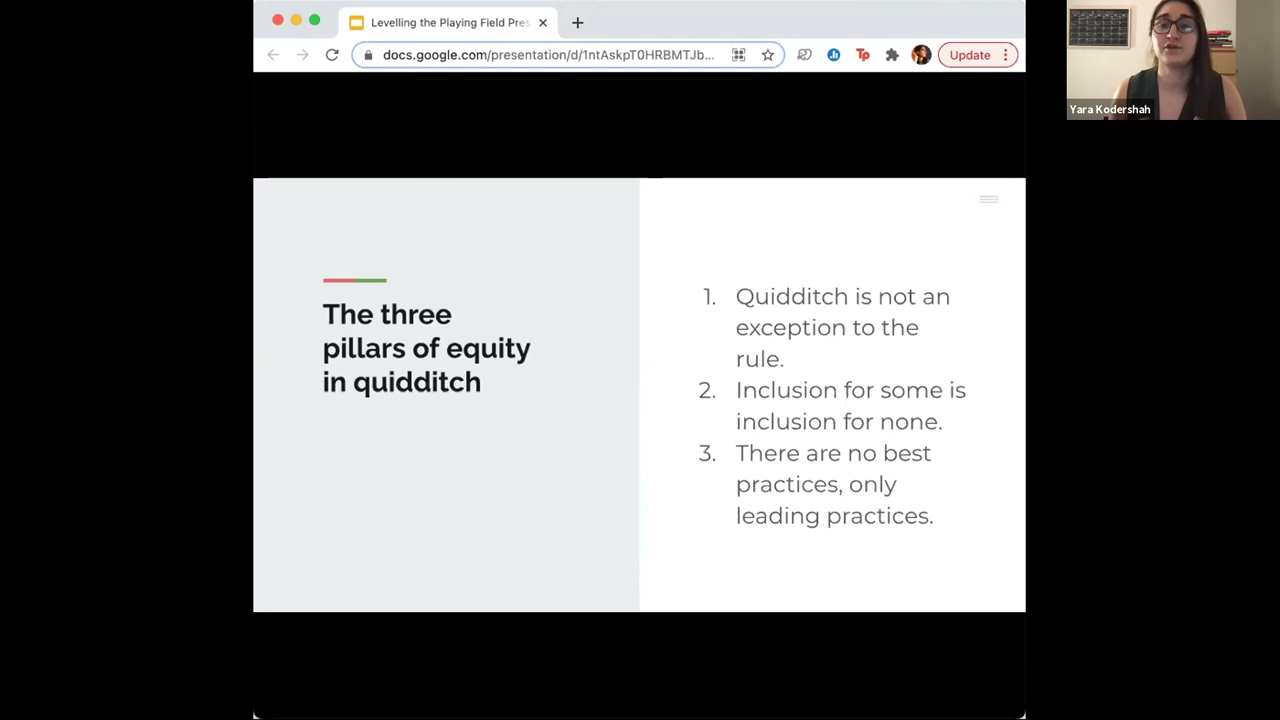 Levelling the Playing Field Pres
docs.google.com/presentation/d/1ntAskpT0HRBMTJb...
Tp
Update
Yara Kodershah
The three
pillars of equity
in quidditch
1. Quidditch is not an
exception to the
rule.
2. Inclusion for some is
inclusion for none.
3. There are no best
practices, only
leading practices.